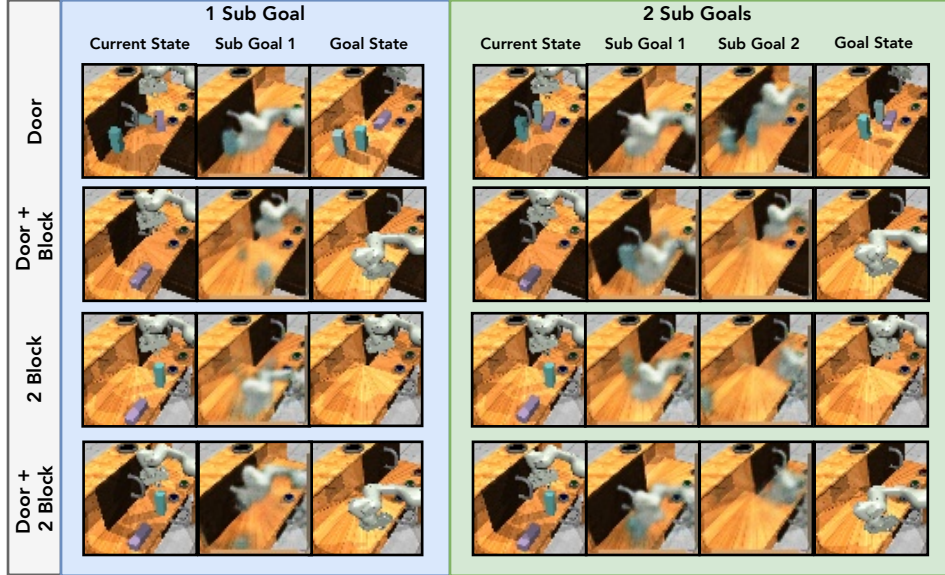 1 Sub Goal
2 Sub Goals
Current State
Sub Goal 1
Goal State
Current State
Sub Goal 1
Sub Goal 2
Goal State
Door
Door +
Block
2 Block
Door +
2 Block